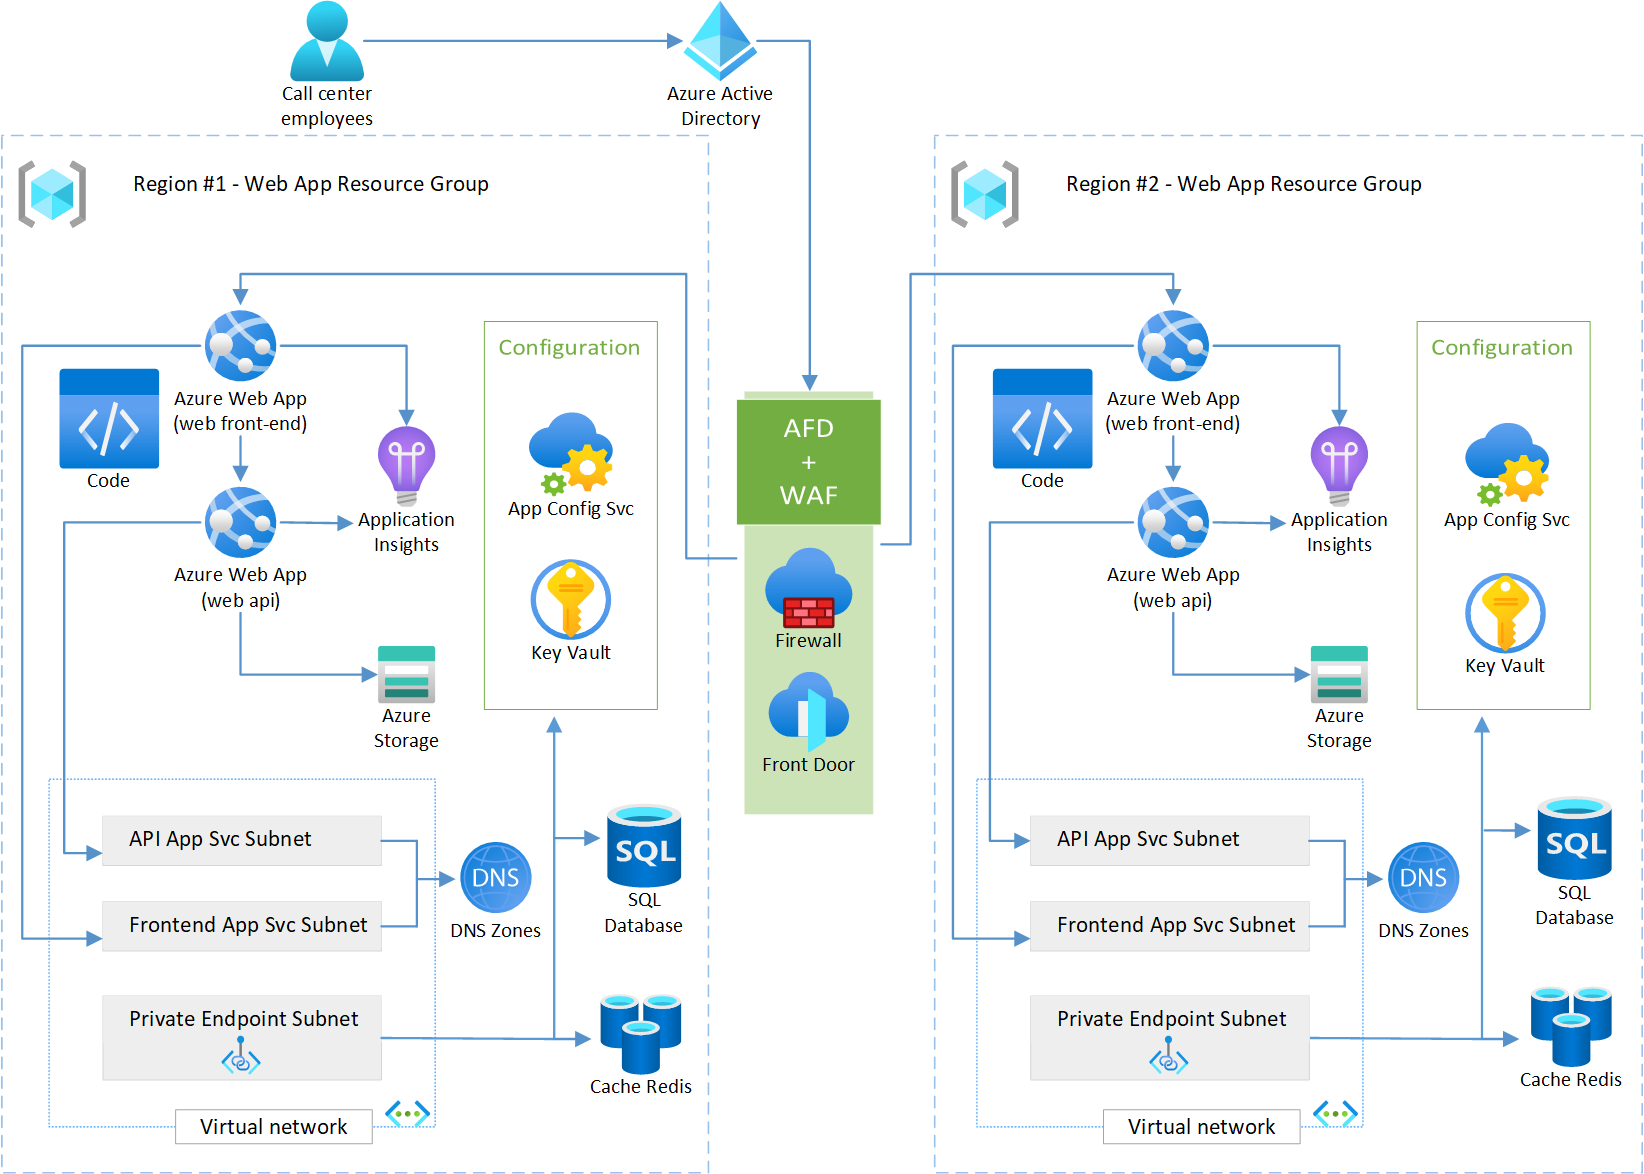 Call center
employees
Azure Active
Directory
Region #1 - Web App Resource Group
Azure Web App
(web front-end)
Code
Azure Web App
(web api)
Application
Insights
Azure
Storage
Configuration
App Config Svc
Key Vault
API App Svc Subnet
Frontend App Svc Subnet
Private Endpoint Subnet
Virtual network
DNS
DNS Zones
SQL
SQL
Database
Cache Redis
AFD
+
WAF
Firewall
Front Door
Region #2 - Web App Resource Group
Azure Web App
(web front-end)
Code
Azure Web App
(web api)
Application
Insights
Azure
Storage
Configuration
App Config Svc
Key Vault
API App Svc Subnet
Frontend App Svc Subnet
Private Endpoint Subnet
Virtual network
DNS
DNS Zones
SQL
SQL
Database
Cache Redis